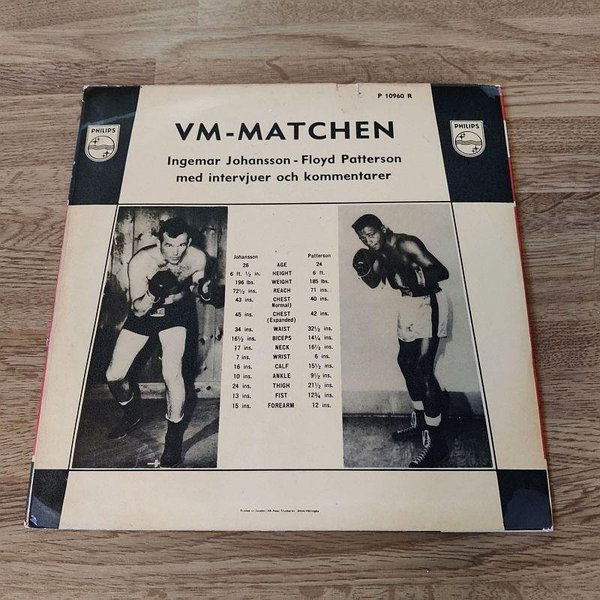 P 10960 R
PHILIPS
PHILIPS
VM-MATCHEN
Ingemar Johansson - Floyd Patterson
med intervjuer och kommentarer
Johansson Patterson
26 AGE 24
6 ft. ½ in. HEIGHT 6 ft.
196 lbs. WEIGHT 185 lbs.
72½ ins. REACH 71 ins.
43 ins. CHEST 40 ins.
Normal)
45 ins. CHEST 42 ins.
(Expanded)
34 ins. WAIST 32½ ins.
16½ ins. BICEPS 14¼ ins.
17 ins. NECK 16½ ins.
7 ins. WRIST 6 ins.
16 ins. CALF 15½ ins.
10 ins. ANKLE 9½ ins.
24 ins. THIGH 21½ ins.
13 ins. FIST 12¾ ins.
15 ins. FOREARM 12 ins.
Printed in Sweden